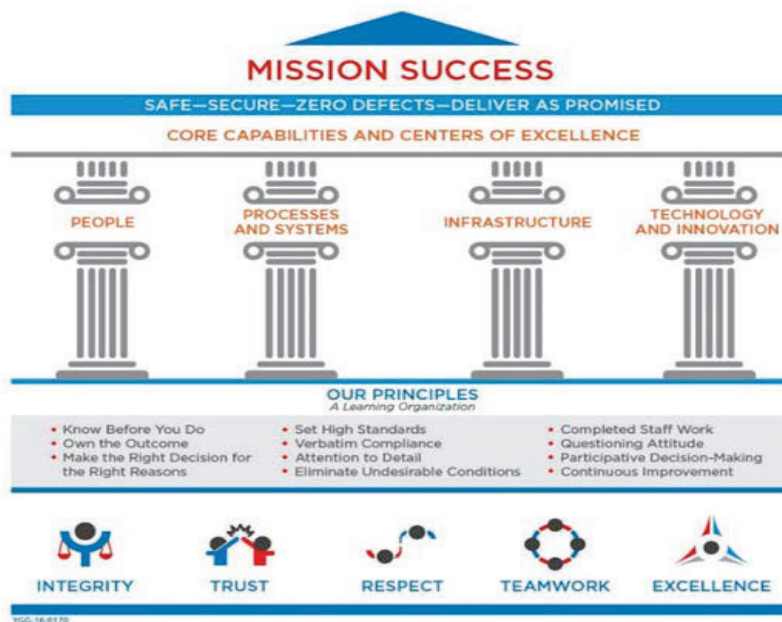 MISSION SUCCESS
SAFE—SECURE—ZERO DEFECTS—DELIVER AS PROMISED
CORE CAPABILITIES AND CENTERS OF EXCELLENCE
PEOPLE
PROCESSES
AND SYSTEMS
INFRASTRUCTURE
TECHNOLOGY
AND INNOVATION
OUR PRINCIPLES
A Learning Organization
• Know Before You Do
• Own the Outcome
• Make the Right Decision for
the Right Reasons
• Set High Standards
• Verbatim Compliance
• Attention to Detail
• Eliminate Undesirable Conditions
• Completed Staff Work
• Questioning Attitude
• Participative Decision-Making
• Continuous Improvement
INTEGRITY
TRUST
RESPECT
TEAMWORK
EXCELLENCE